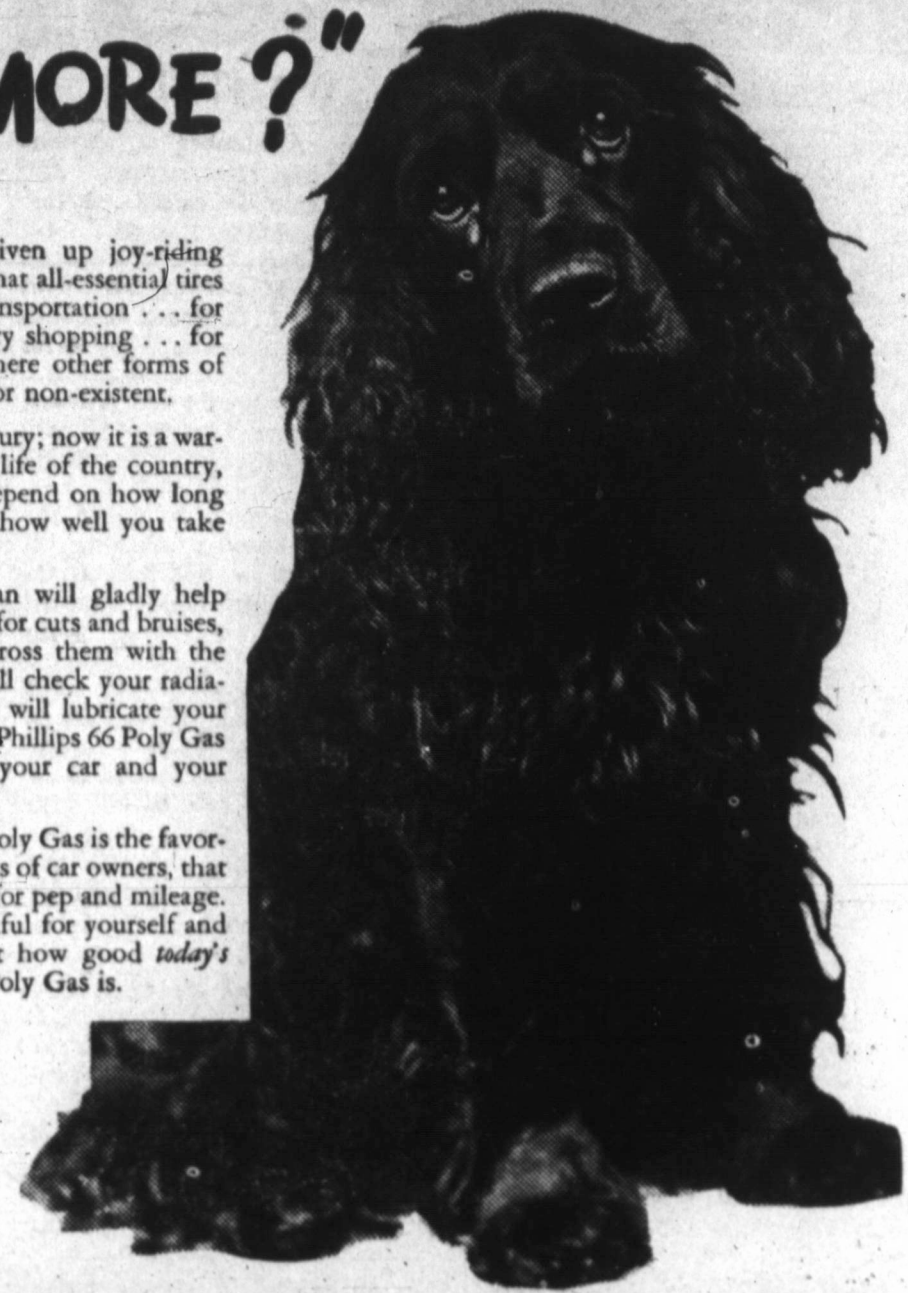 MORE?"
iven up joy-riding
hat all-essential tires
nsportation . . . for
ry shopping . . . for
here other forms of
or non-existent.
ury; now it is a war-
life of the country,
epend on how long
how well you take
an will gladly help
for cuts and bruises,
ross them with the
ll check your radia-
will lubricate your
Phillips 66 Poly Gas
your car and your
oly Gas is the favor-
s of car owners, that
for pep and mileage.
ful for yourself and
t how good today's
oly Gas is.